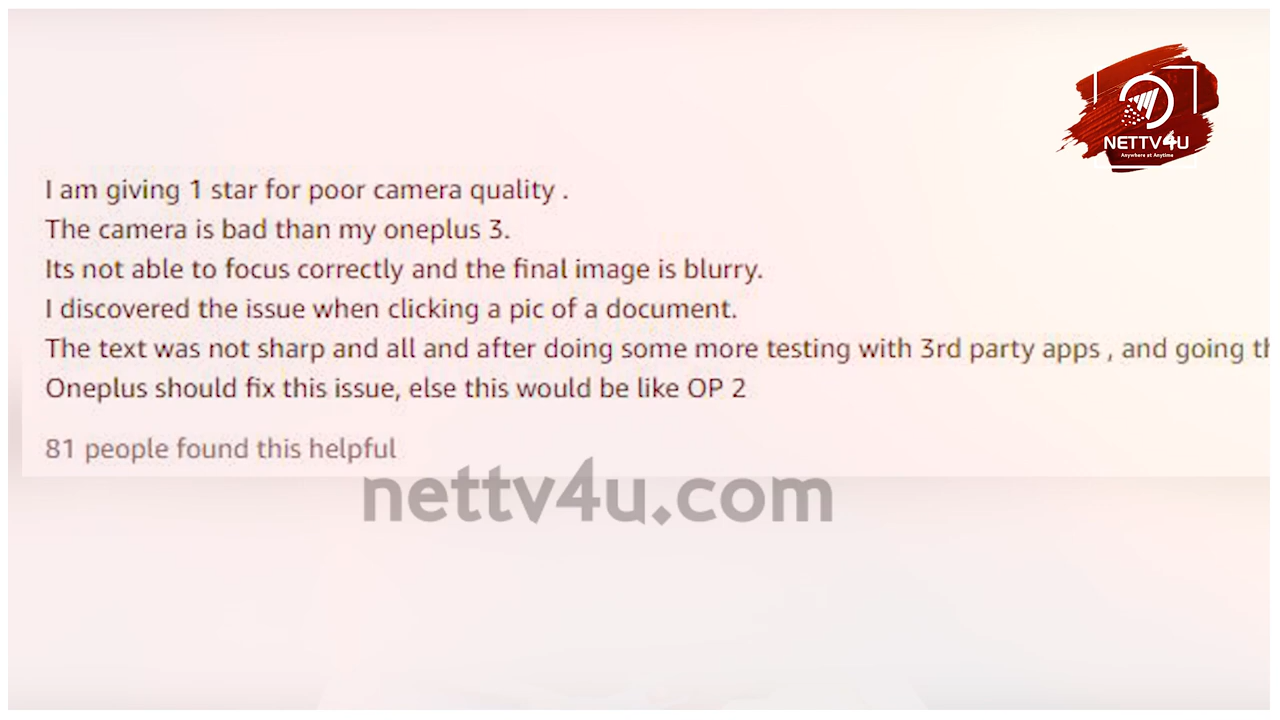 NETTV4U
Anywhere at Anytime
I am giving 1 star for poor camera quality .
The camera is bad than my oneplus 3.
Its not able to focus correctly and the final image is blurry.
I discovered the issue when clicking a pic of a document.
The text was not sharp and all and after doing some more testing with 3rd party apps , and going th
Oneplus should fix this issue, else this would be like OP 2
81 people found this helpful
nettv4u.com